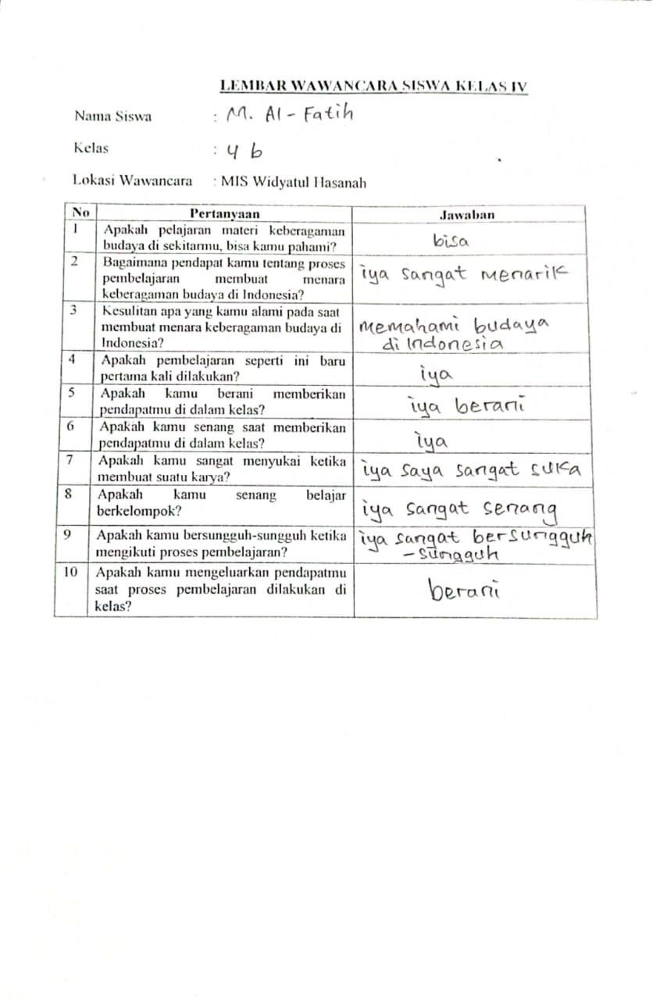 LEMBAR WAWANCARA SISWA KELAS IV
Nama Siswa : M. Al-Fatih
Kelas : 4 b
Lokasi Wawancara : MIS Widyatul Hasanah
No Pertanyaan Jawaban
1 Apakah pelajaran materi keberagaman
budaya di sekitarmu, bisa kamu pahami?
bisa
2 Bagaimana pendapat kamu tentang proses
pembelajaran membuat menara
keberagaman budaya di Indonesia?
iya sangat menarik
3 Kesulitan apa yang kamu alami pada saat
membuat menara keberagaman budaya di
Indonesia?
memahami budaya
di Indonesia
4 Apakah pembelajaran seperti ini baru
pertama kali dilakukan?
iya
5 Apakah kamu berani memberikan
pendapatmu di dalam kelas?
iya berani
6 Apakah kamu senang saat memberikan
pendapatmu di dalam kelas?
iya
7 Apakah kamu sangat menyukai ketika
membuat suatu karya?
iya saya sangat suka
8 Apakah kamu senang belajar
berkelompok?
iya sangat senang
9 Apakah kamu bersungguh-sungguh ketika
mengikuti proses pembelajaran?
iya sangat bersungguh
-sungguh
10 Apakah kamu mengeluarkan pendapatmu
saat proses pembelajaran dilakukan di
kelas?
berani